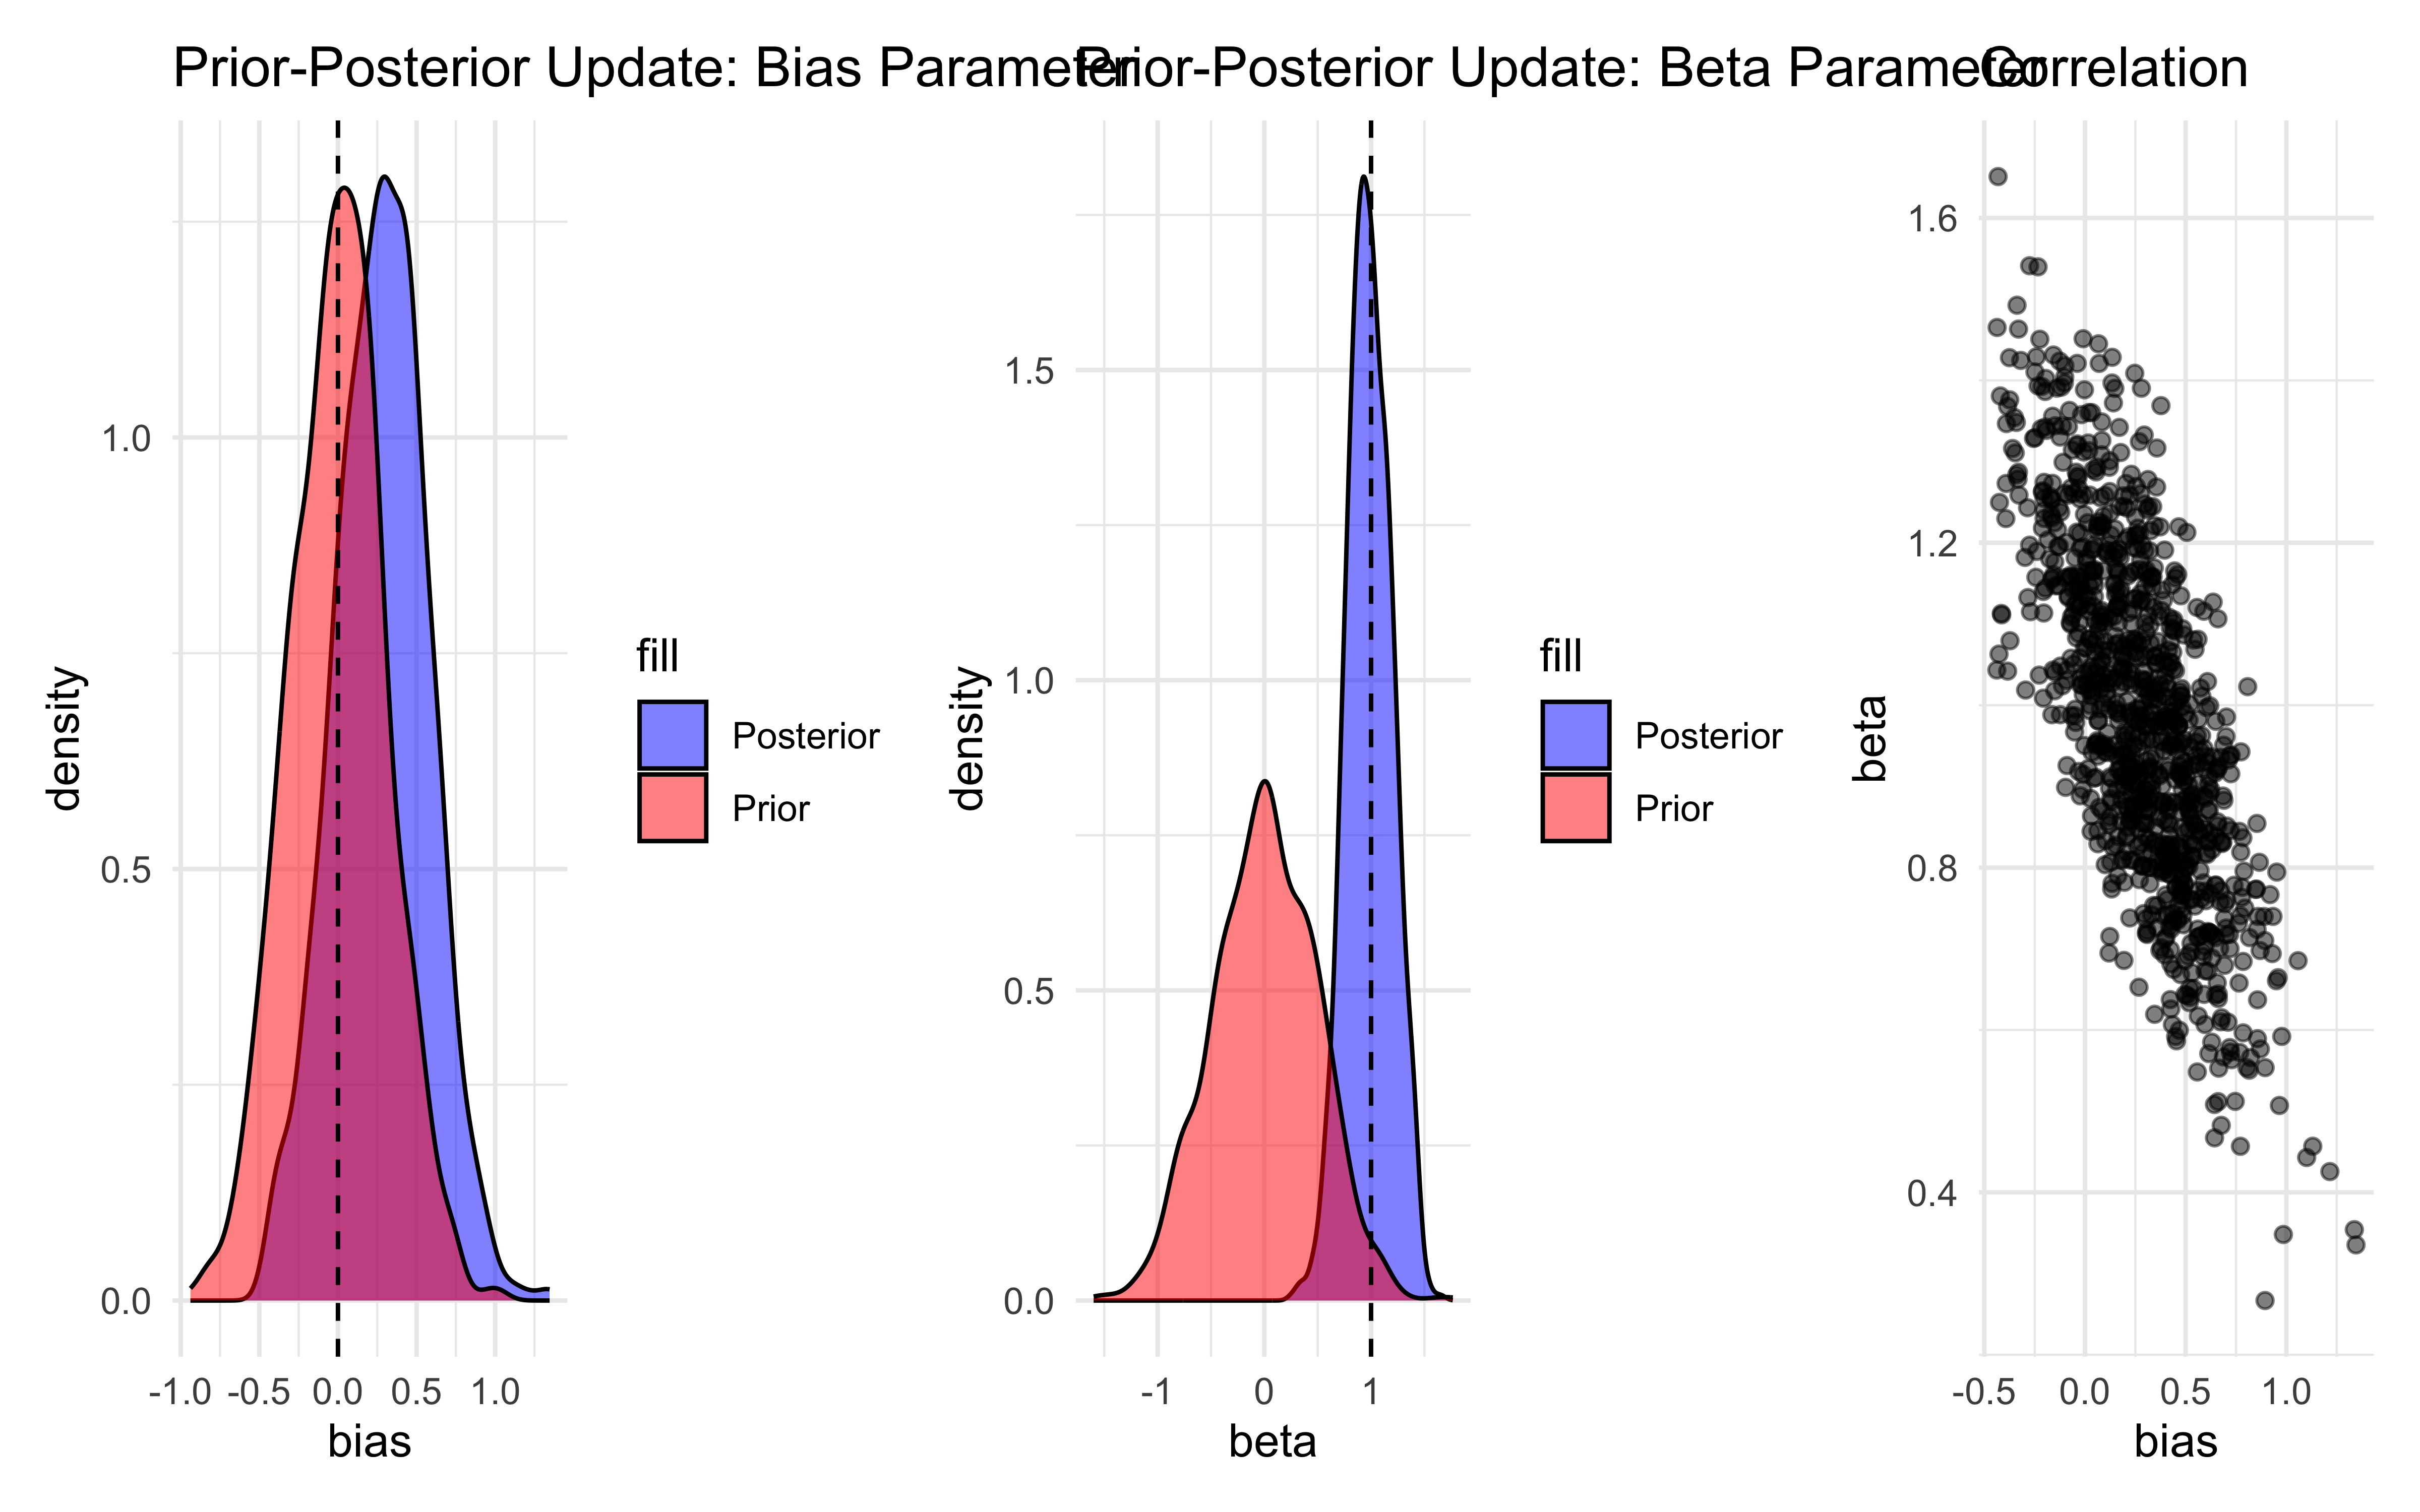 Prior-Posterior Update: Bias Parameter
Prior-Posterior Update: Beta Parameter
Correlation
density
1.0
0.5
0.0
-1.0 -0.5 0.0 0.5 1.0
bias
fill
Posterior
Prior
density
1.5
1.0
0.5
0.0
-1 0 1
beta
fill
Posterior
Prior
beta
1.6
1.2
0.8
0.4
-0.5 0.0 0.5 1.0
bias